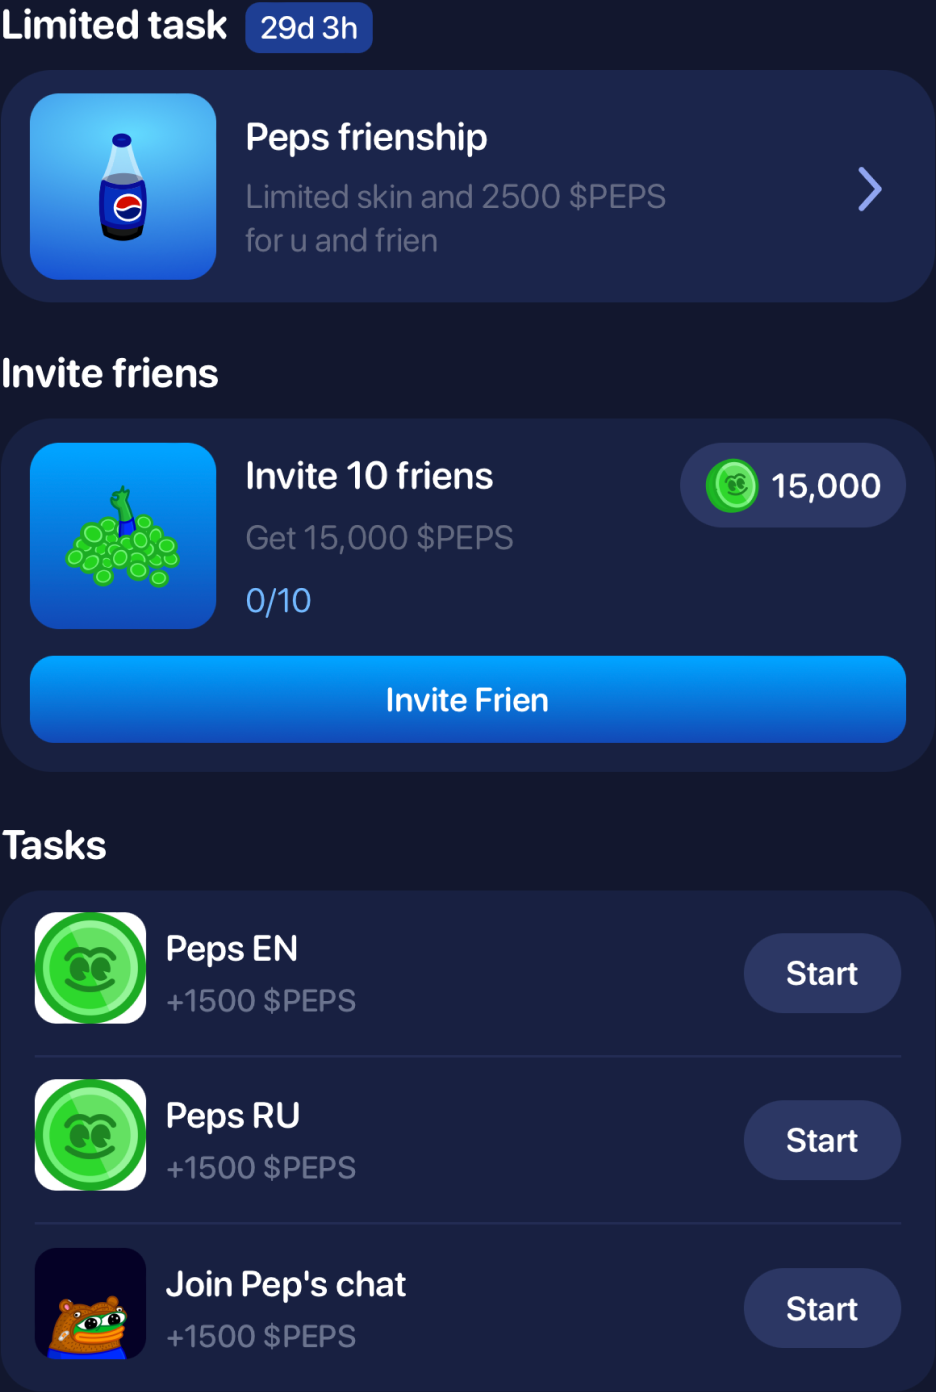 Limited task 29d 3h
Peps frienship
Limited skin and 2500 $PEPS
for u and frien
Invite friens
Invite 10 friens 15,000
Get 15,000 $PEPS
0/10
Invite Frien
Tasks
Peps EN
+1500 $PEPS
Start
Peps RU
+1500 $PEPS
Start
Join Pep's chat
+1500 $PEPS
Start